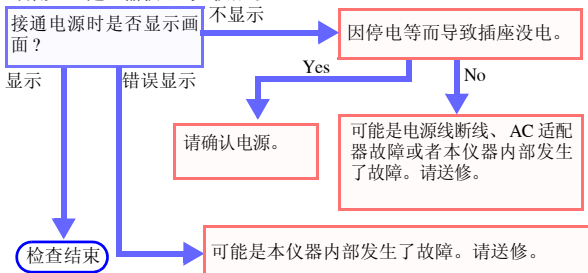 接通电源时是否显示画
面？
不显示
因停电等而导致插座没电。
显示
错误显示
Yes
No
请确认电源。
可能是电源线断线、AC 适配
器故障或者本仪器内部发生
了故障。请送修。
检查结束
可能是本仪器内部发生了故障。请送修。